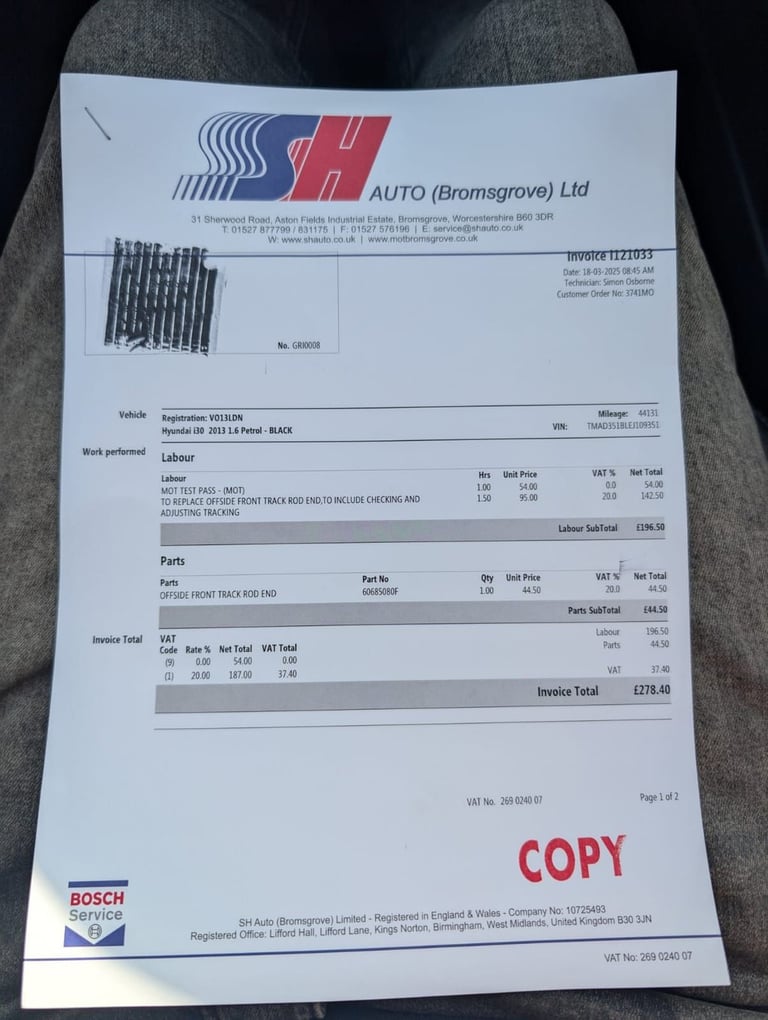 SH
AUTO (Bromsgrove) Ltd
31 Sherwood Road, Aston Fields Industrial Estate, Bromsgrove, Worcestershire B60 3DR
T: 01527 877799 / 831175 | F: 01527 576196 | E: service@shauto.co.uk
W: www.shauto.co.uk | www.motbromsgrove.co.uk
Invoice I121033
Date: 18-03-2025 08:45 AM
Technician: Simon Osborne
Customer Order No: 3741MO
No. GRI0008
Vehicle Registration: VO13LDN Mileage: 44131
Hyundai i30 2013 1.6 Petrol - BLACK VIN: TMAD351BLEJ109351
Work performed Labour
Labour Hrs Unit Price VAT % Net Total
MOT TEST PASS - (MOT) 1.00 54.00 0.0 54.00
TO REPLACE OFFSIDE FRONT TRACK ROD END,TO INCLUDE CHECKING AND 1.50 95.00 20.0 142.50
ADJUSTING TRACKING
Labour SubTotal £196.50
Parts
Parts Part No Qty Unit Price VAT % Net Total
OFFSIDE FRONT TRACK ROD END 60685080F 1.00 44.50 20.0 44.50
Parts SubTotal £44.50
Invoice Total VAT Labour 196.50
Code Rate % Net Total VAT Total Parts 44.50
(9) 0.00 54.00 0.00
(1) 20.00 187.00 37.40 VAT 37.40
Invoice Total £278.40
VAT No. 269 0240 07 Page 1 of 2
COPY
BOSCH
Service
SH Auto (Bromsgrove) Limited - Registered in England & Wales - Company No: 10725493
Registered Office: Lifford Hall, Lifford Lane, Kings Norton, Birmingham, West Midlands, United Kingdom B30 3JN
VAT No: 269 0240 07